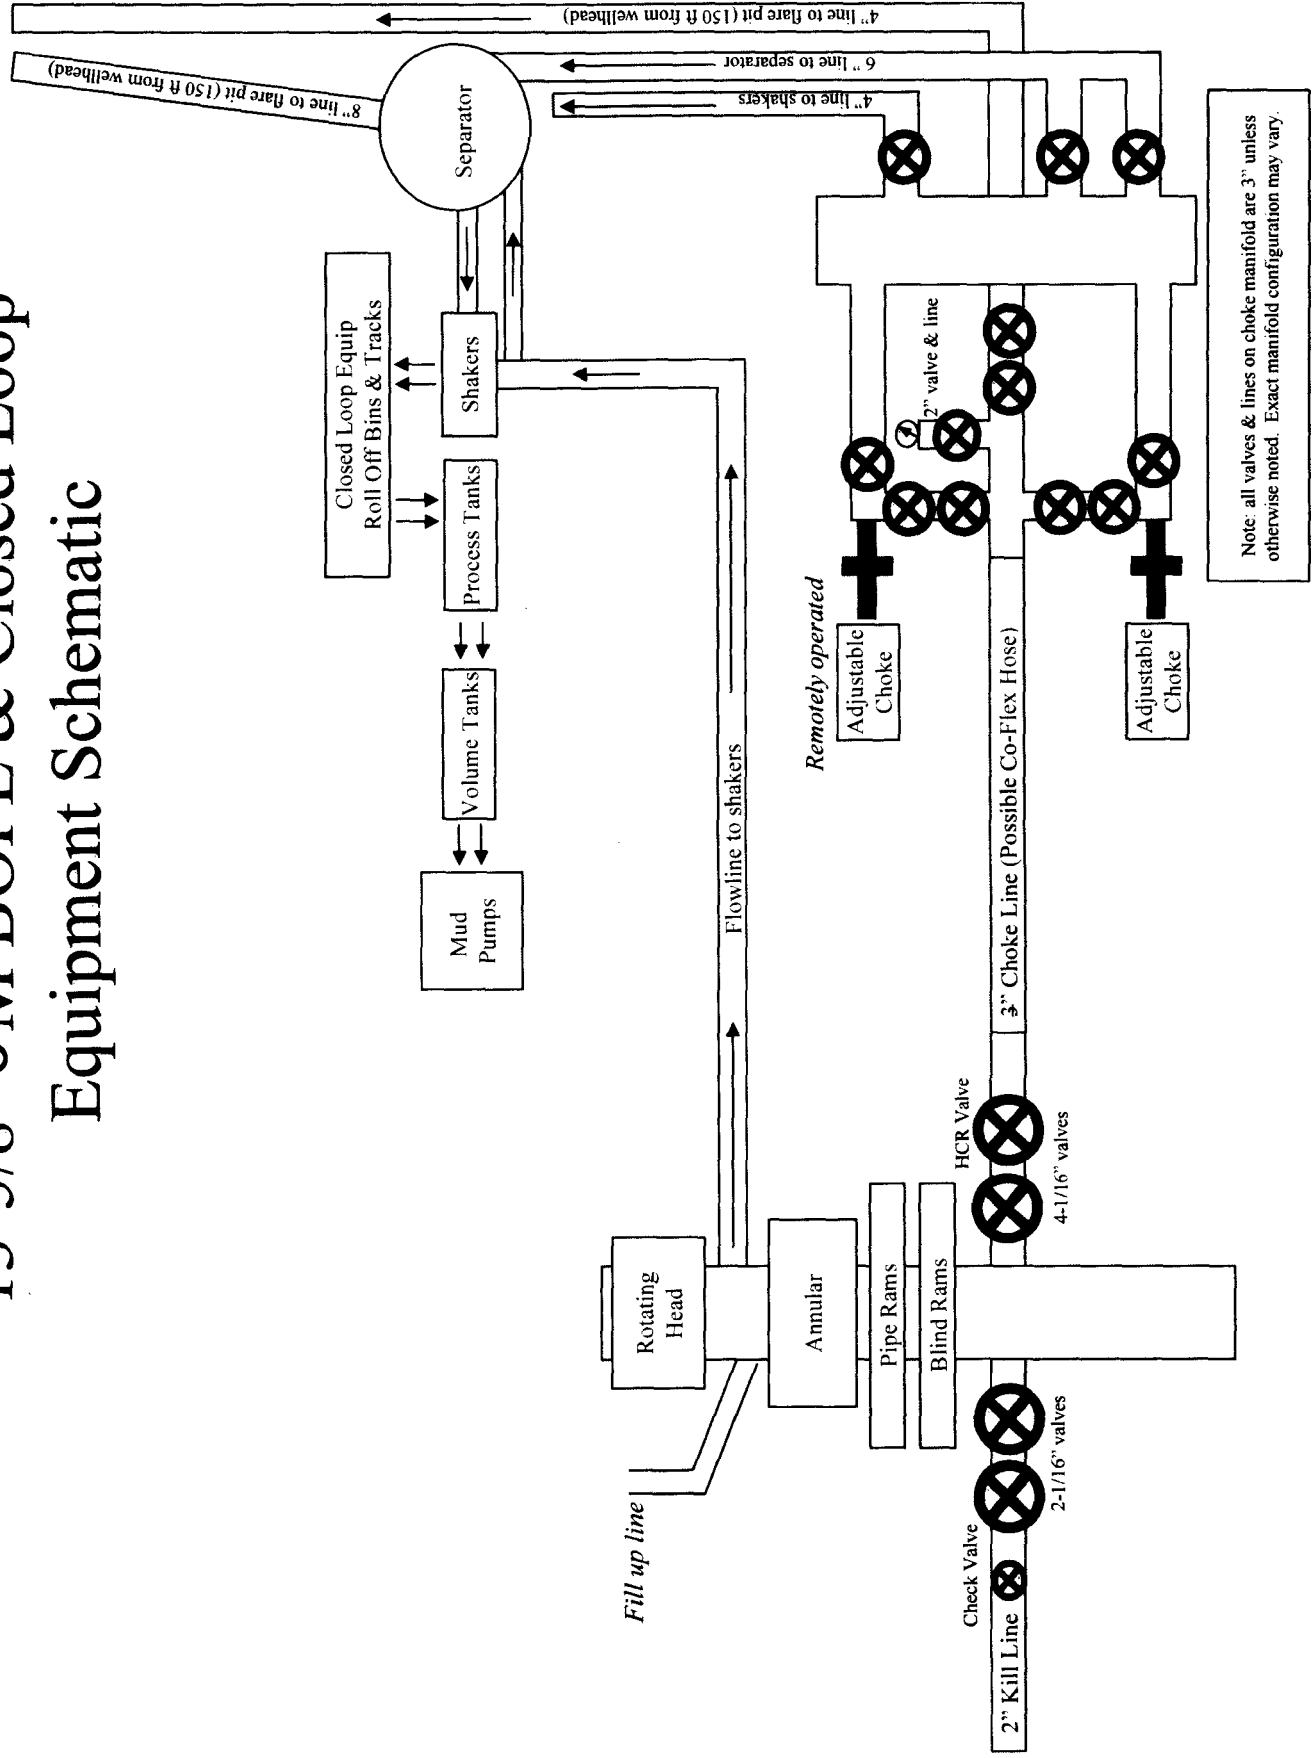 BOPE & Closed Loop
Equipment Schematic
4” line to flare pit (150 ft from wellhead)
8” line to flare pit (150 ft from wellhead)
Separator
6” line to separator
4” line to shakers
Closed Loop Equip
Roll Off Bins & Tracks
Mud
Pumps
Volume Tanks
Process Tanks
Shakers
Fill up line
Rotating
Head
Flowline to shakers
Annular
Pipe Rams
Blind Rams
Remotely operated
Adjustable
Choke
2” valve & line
Check Valve
HCR Valve
2” Kill Line
3” Choke Line (Possible Co-Flex Hose)
2-1/16” valves
4-1/16” valves
Adjustable
Choke
Note: all valves & lines on choke manifold are 3” unless
otherwise noted. Exact manifold configuration may vary.